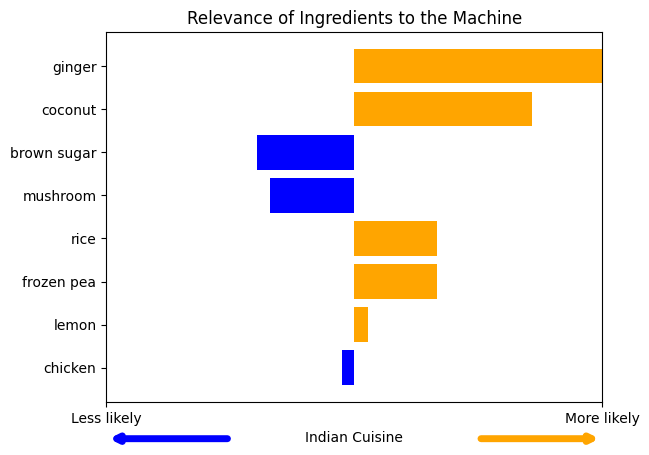 Relevance of Ingredients to the Machine
ginger
coconut
brown sugar
mushroom
rice
frozen pea
lemon
chicken
Less likely
More likely
Indian Cuisine